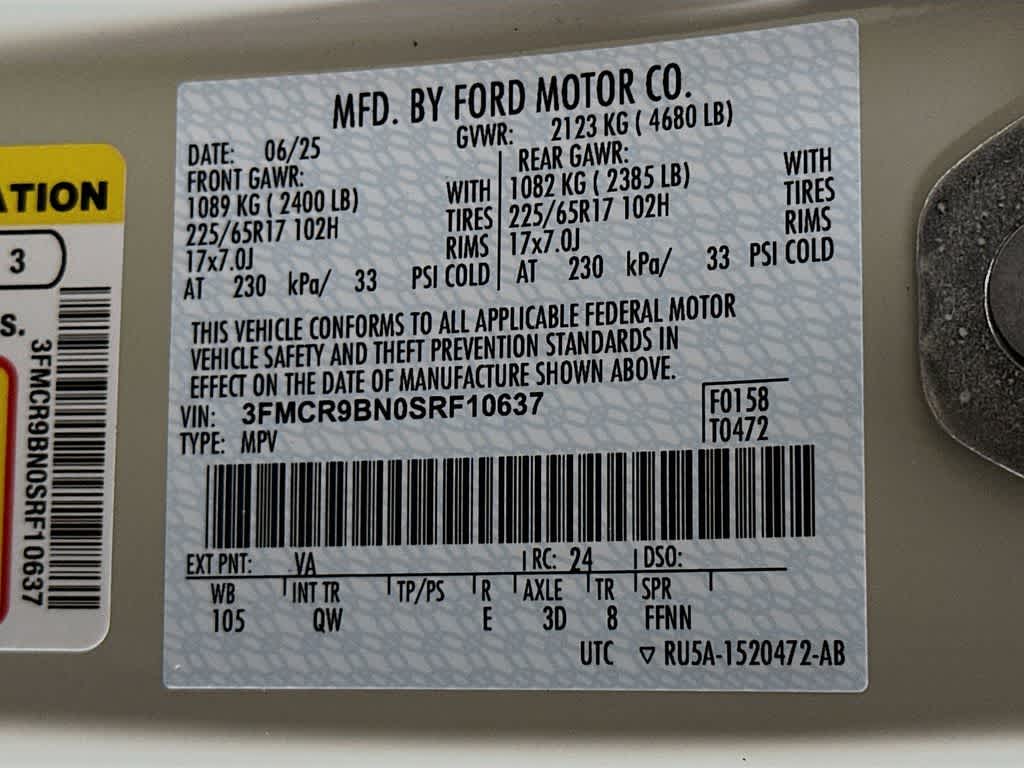 MFD. BY FORD MOTOR CO.
DATE: 06/25 GVWR: 2123 KG ( 4680 LB)
FRONT GAWR: REAR GAWR:
1089 KG ( 2400 LB) WITH 1082 KG ( 2385 LB) WITH
225/65R17 102H TIRES 225/65R17 102H TIRES
17x7.0J RIMS 17x7.0J RIMS
AT 230 kPa/ 33 PSI COLD AT 230 kPa/ 33 PSI COLD
THIS VEHICLE CONFORMS TO ALL APPLICABLE FEDERAL MOTOR
VEHICLE SAFETY AND THEFT PREVENTION STANDARDS IN
EFFECT ON THE DATE OF MANUFACTURE SHOWN ABOVE.
VIN: 3FMCR9BN0SRF10637 F0158
TYPE: MPV T0472
EXT PNT: VA RC: 24 DSO:
WB INT TR TP/PS R AXLE TR SPR
105 QW E 3D 8 FFNN
UTC ▽ RU5A-1520472-AB
ATION
3
S.
3FMCR9BN0SRF10637